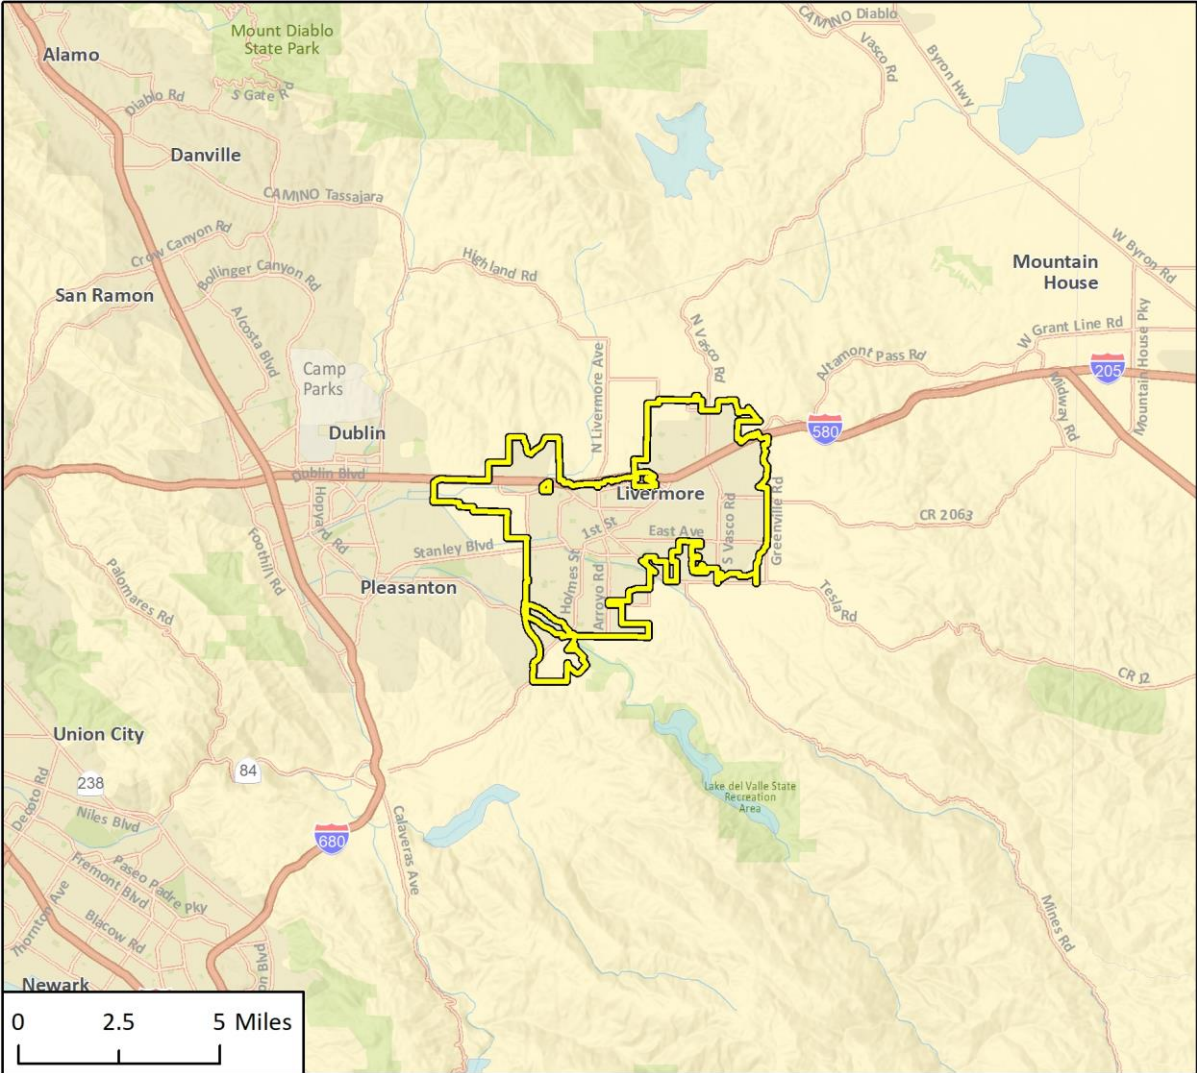 CAMINO Diablo
Mount Diablo
State Park
Alamo
Vasco Rd
Byron Hwy
S Gate Rd
Diablo Rd
Danville
CAMINO Tassajara
Crow Canyon Rd
W Byron Rd
Highland Rd
Bollinger Canyon Rd
Mountain
House
San Ramon
Alcosta Blvd
N Vasco Rd
W Grant Line Rd
Mountain House Pky
Altamont Pass Rd
N Livermore Ave
Camp
Parks
205
Midway Rd
Dublin
580
Dublin Blvd
Livermore
Hopyard Rd
S Vasco Rd
Greenville Rd
CR 2063
1st St
East Ave
Foothill Rd
Stanley Blvd
Palomares Rd
Pleasanton
Holmes St
Arroyo Rd
Tesla Rd
CR J2
Union City
84
238
Lake del Valle State
Recreation
Area
Decoto Rd
Niles Blvd
680
Calaveras Ave
Paseo Padre Pky
Fremont Blvd
Thornton Ave
Blacow Rd
Mines Rd
on Blvd
Newark
0 2.5 5 Miles